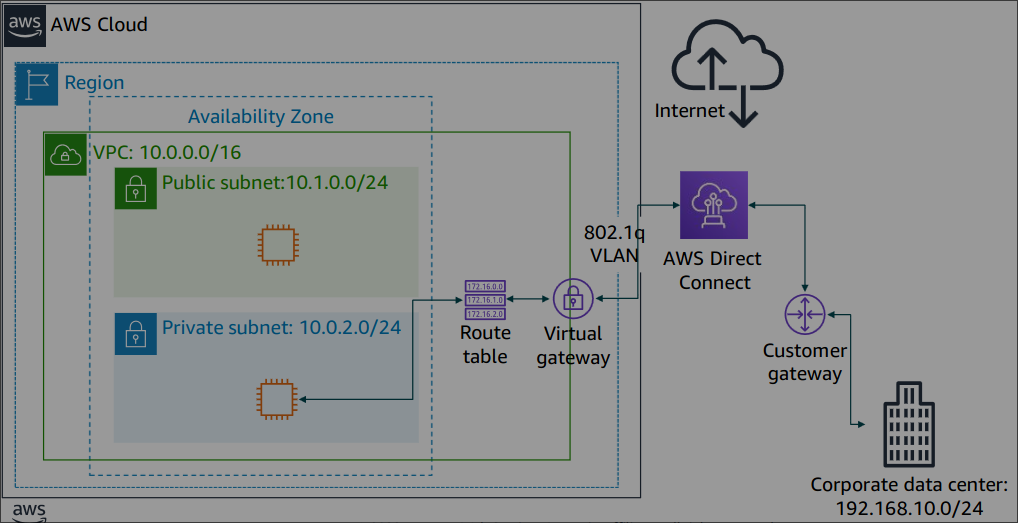 aws
AWS Cloud
Region
Availability Zone
VPC: 10.0.0.0/16
Public subnet:10.1.0.0/24
Private subnet: 10.0.2.0/24
172.16.0.0
172.16.1.0
172.16.2.0
Route
table
Virtual
gateway
802.1q
VLAN
Internet
AWS Direct
Connect
Customer
gateway
Corporate data center:
192.168.10.0/24
aws